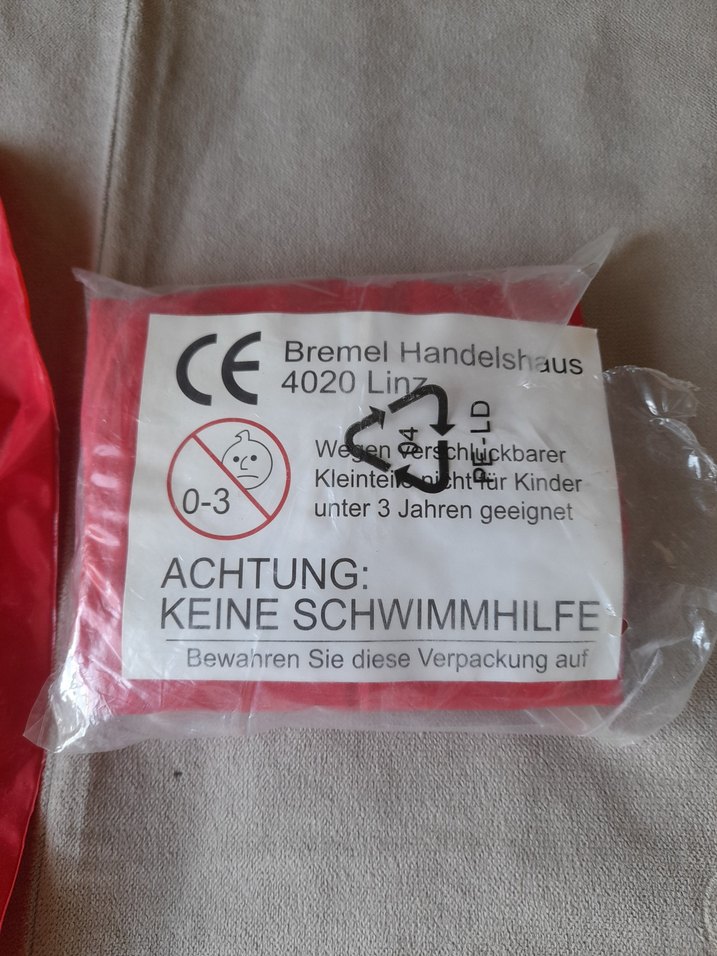 CE Bremel Handelshaus
4020 Linz
04
PE-LD
Wegen verschluckbarer
Kleinteile nicht für Kinder
unter 3 Jahren geeignet
0-3
ACHTUNG:
KEINE SCHWIMMHILFE
Bewahren Sie diese Verpackung auf